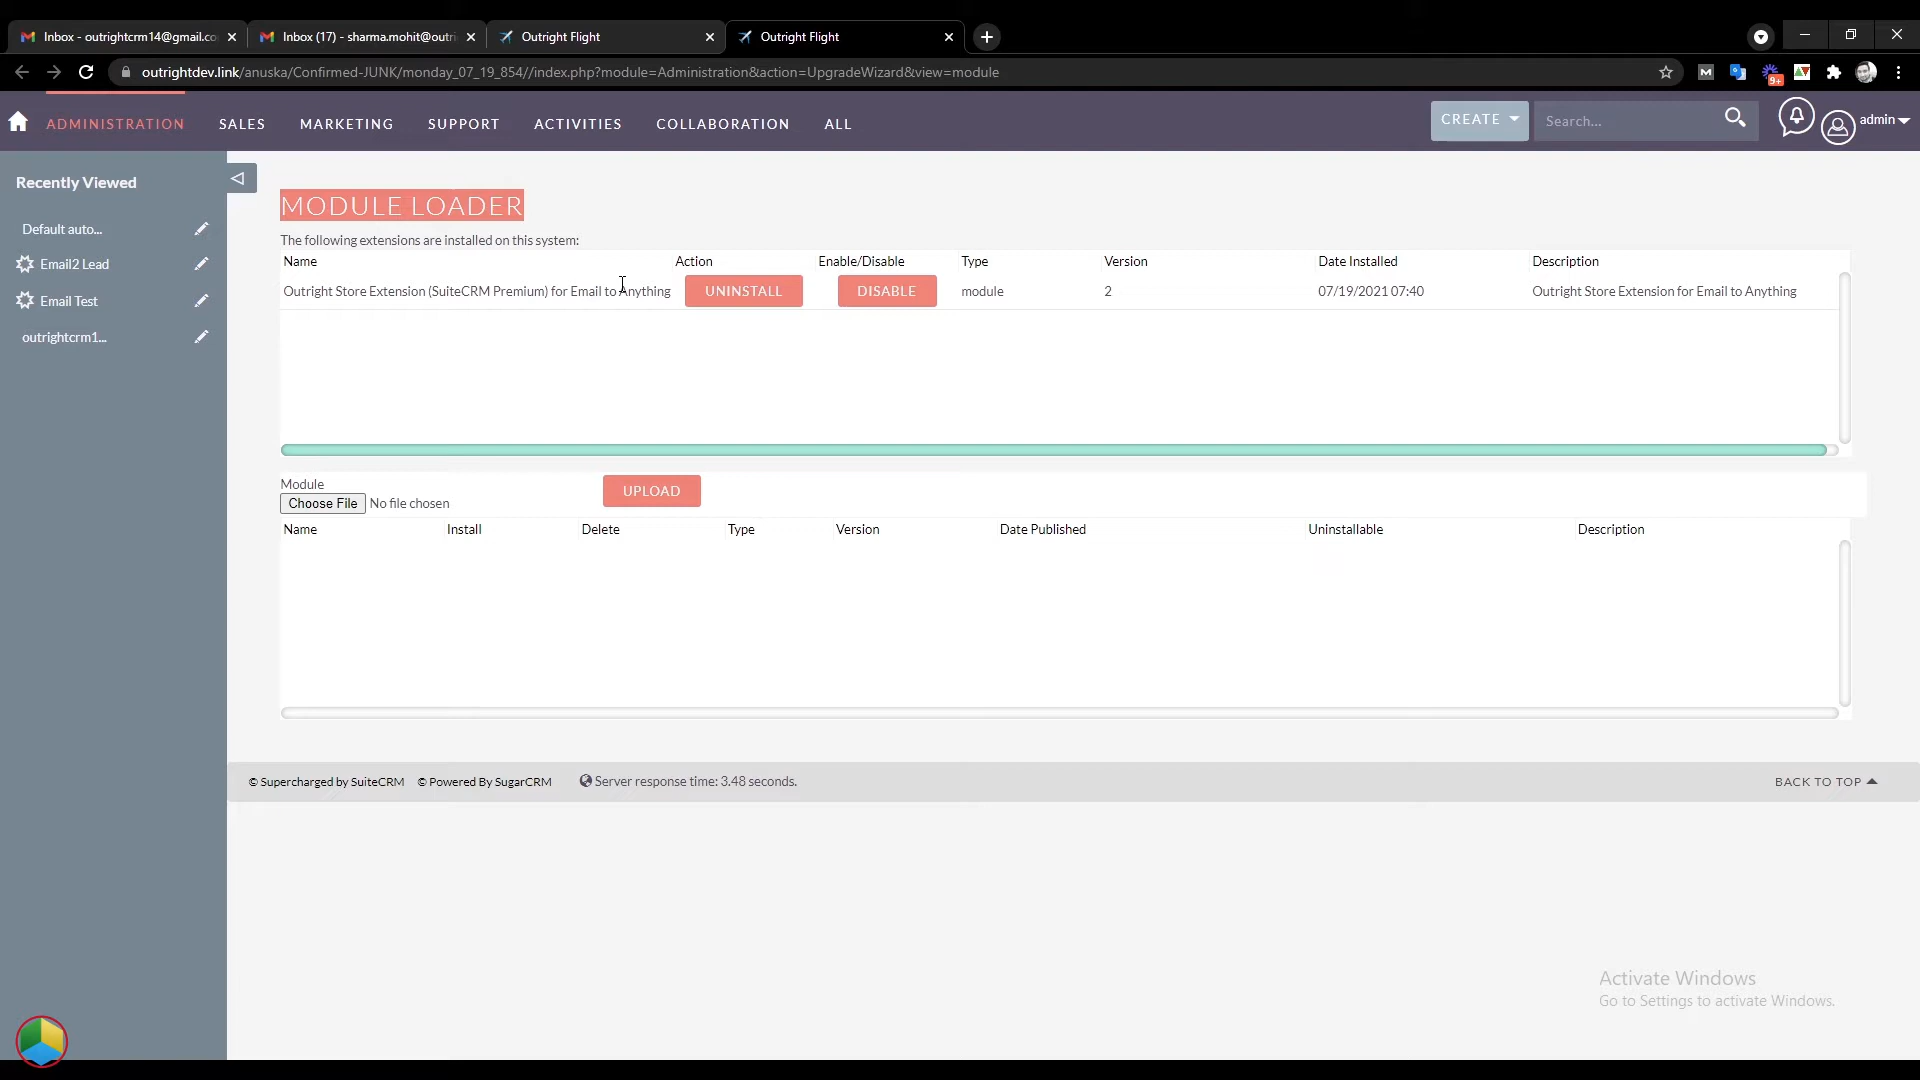 Inbox - outrightcrm14@gmail.co
Inbox (17) - sharma.mohit@outri
Outright Flight
Outright Flight
outrightdev.link/anuska/Confirmed-JUNK/monday_07_19_854//index.php?module=Administration&action=UpgradeWizard&view=module
M
9+
ADMINISTRATION SALES MARKETING SUPPORT ACTIVITIES COLLABORATION ALL
CREATE
Search...
admin
Recently Viewed
Default auto...
Email2 Lead
Email Test
outrightcrm1...
MODULE LOADER
The following extensions are installed on this system:
Name Action Enable/Disable Type Version Date Installed Description
Outright Store Extension (SuiteCRM Premium) for Email to Anything UNINSTALL DISABLE module 2 07/19/2021 07:40 Outright Store Extension for Email to Anything
Module
Choose File No file chosen
UPLOAD
Name Install Delete Type Version Date Published Uninstallable Description
© Supercharged by SuiteCRM © Powered By SugarCRM Server response time: 3.48 seconds.
BACK TO TOP
Activate Windows
Go to Settings to activate Windows.